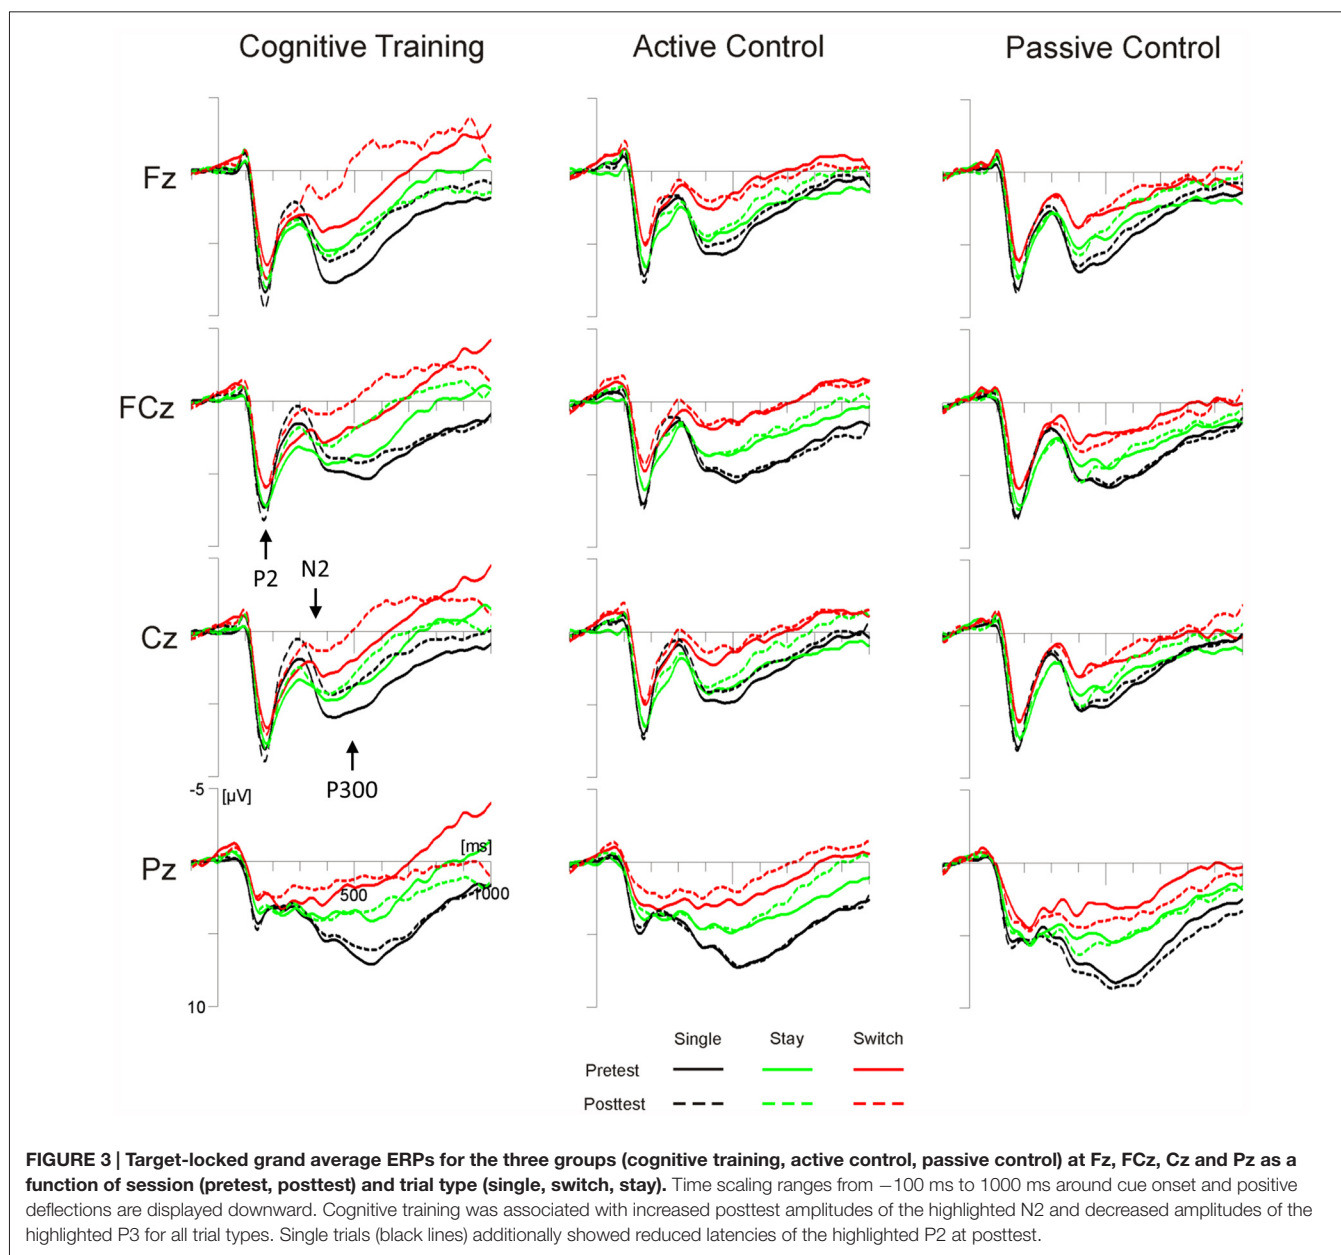 Cognitive Training Active Control Passive Control
Fz
FCz
P2 N2
Cz
P300
-5 [µV]
Pz [ms]
500 1000
10
Single Stay Switch
Pretest
Posttest
FIGURE 3 | Target-locked grand average ERPs for the three groups (cognitive training, active control, passive control) at Fz, FCz, Cz and Pz as a
function of session (pretest, posttest) and trial type (single, switch, stay). Time scaling ranges from −100 ms to 1000 ms around cue onset and positive
deflections are displayed downward. Cognitive training was associated with increased posttest amplitudes of the highlighted N2 and decreased amplitudes of the
highlighted P3 for all trial types. Single trials (black lines) additionally showed reduced latencies of the highlighted P2 at posttest.